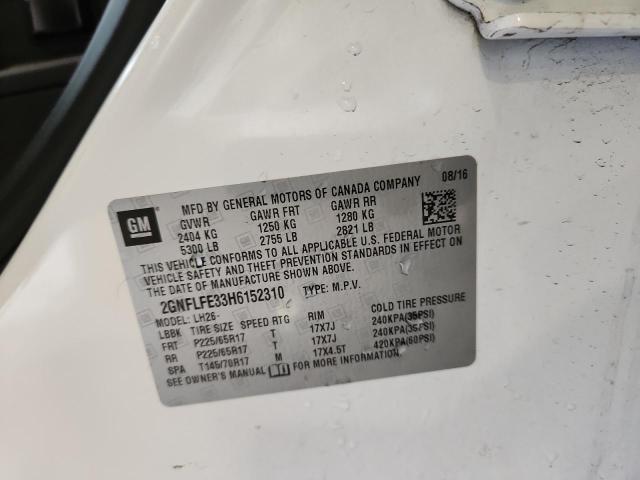 GM
MFD BY GENERAL MOTORS OF CANADA COMPANY 08/16
GVWR GAWR FRT GAWR RR
2404 KG 1250 KG 1280 KG
5300 LB 2755 LB 2821 LB
THIS VEHICLE CONFORMS TO ALL APPLICABLE U.S. FEDERAL MOTOR
VEHICLE SAFETY AND THEFT PREVENTION STANDARDS IN EFFECT ON
THE DATE OF MANUFACTURE SHOWN ABOVE.
2GNFLFE33H6152310 TYPE: M.P.V.
MODEL: LH26-
LBBK TIRE SIZE SPEED RTG RIM COLD TIRE PRESSURE
FRT P225/65R17 T 17X7J 240KPA(35PSI)
RR P225/65R17 T 17X7J 240KPA(35PSI)
SPA T145/70R17 M 17X4.5T 420KPA(60PSI)
SEE OWNER'S MANUAL FOR MORE INFORMATION